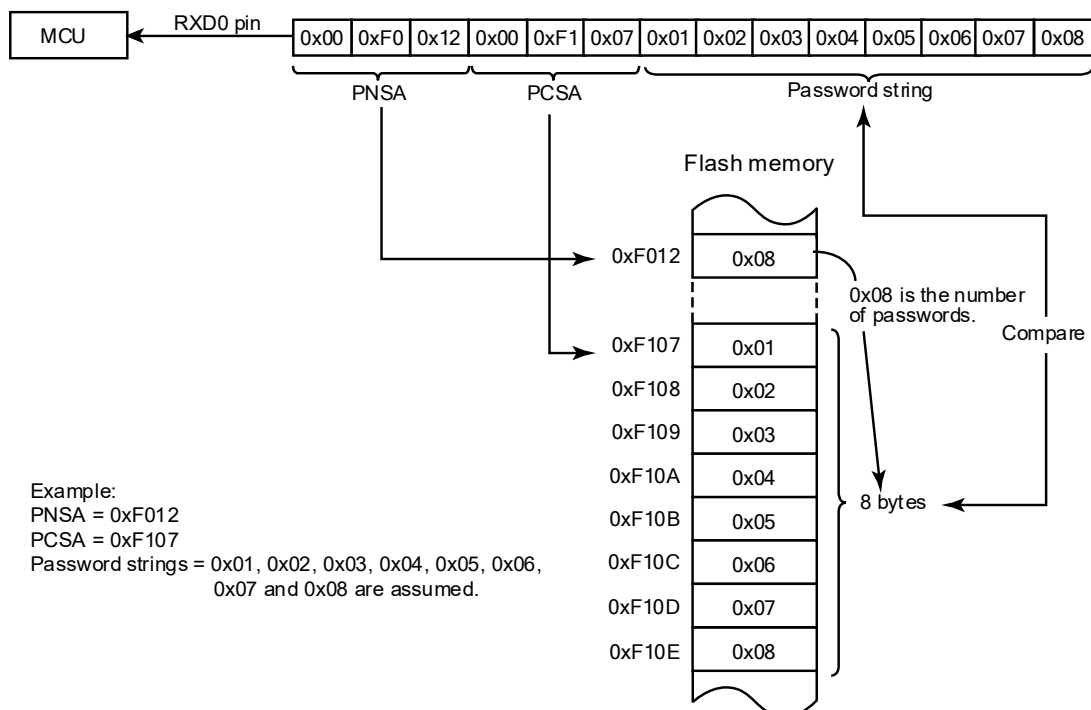 MCU
RXD0 pin
0x00 0xF0 0x12 0x00 0xF1 0x07 0x01 0x02 0x03 0x04 0x05 0x06 0x07 0x08
PNSA PCSA Password string
Flash memory
0xF012 0x08
0x08 is the number
of passwords.
Compare
0xF107 0x01
0xF108 0x02
0xF109 0x03
0xF10A 0x04
0xF10B 0x05
0xF10C 0x06
0xF10D 0x07
0xF10E 0x08
8 bytes
Example:
PNSA = 0xF012
PCSA = 0xF107
Password strings = 0x01, 0x02, 0x03, 0x04, 0x05, 0x06,
0x07 and 0x08 are assumed.